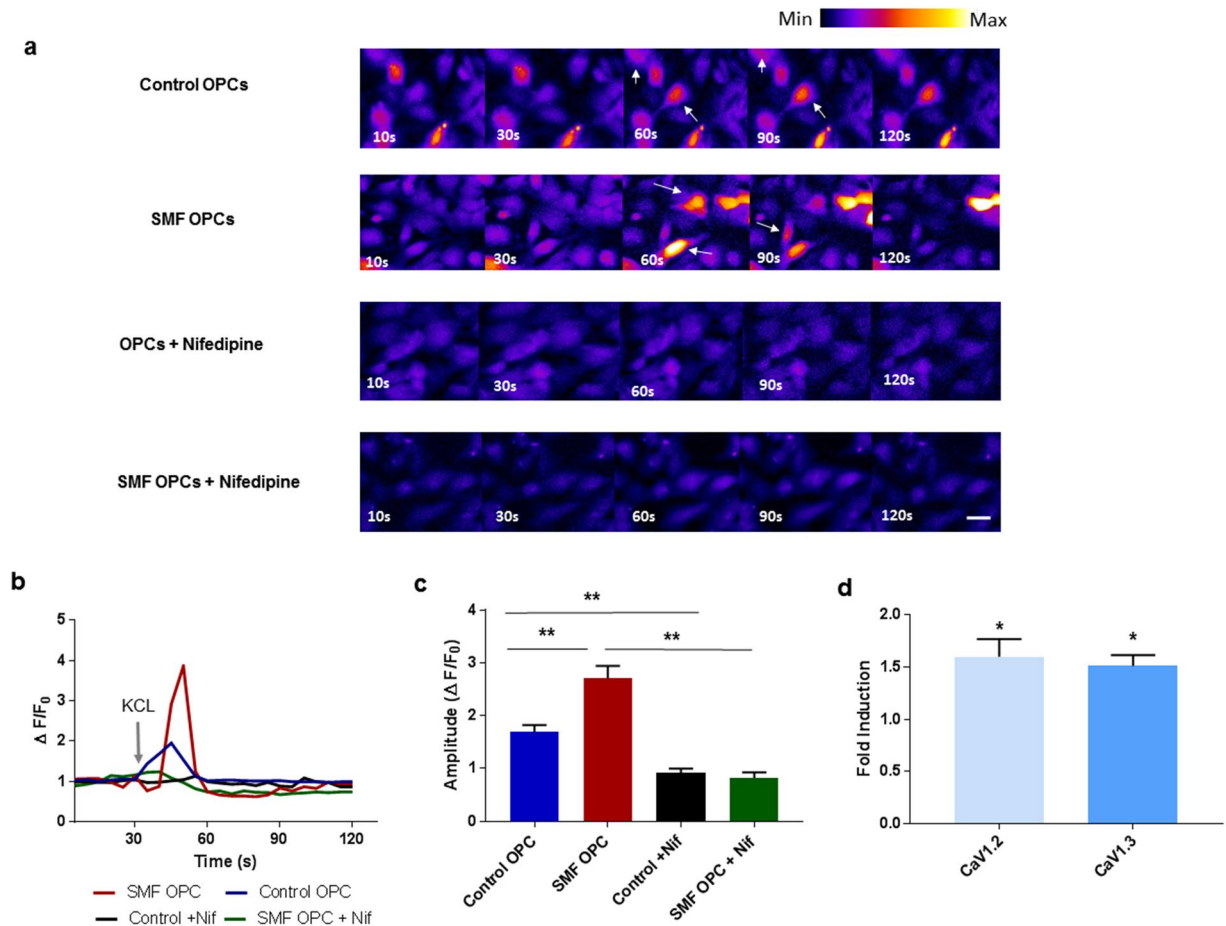 Min Max
a
Control OPCs
10s 30s 60s 90s 120s
SMF OPCs
10s 30s 60s 90s 120s
OPCs + Nifedipine
10s 30s 60s 90s 120s
SMF OPCs + Nifedipine
10s 30s 60s 90s 120s
b
Δ F/F0
5
4
3
2
1
0
KCL
30 60 90 120
Time (s)
SMF OPC Control OPC
Control +Nif SMF OPC + Nif
c
Amplitude (Δ F/F0)
4
3
2
1
0
**
** **
Control OPC
SMF OPC
Control +Nif
SMF OPC + Nif
d
Fold Induction
2.0
1.5
1.0
0.5
0.0
* *
CaV1.2
CaV1.3